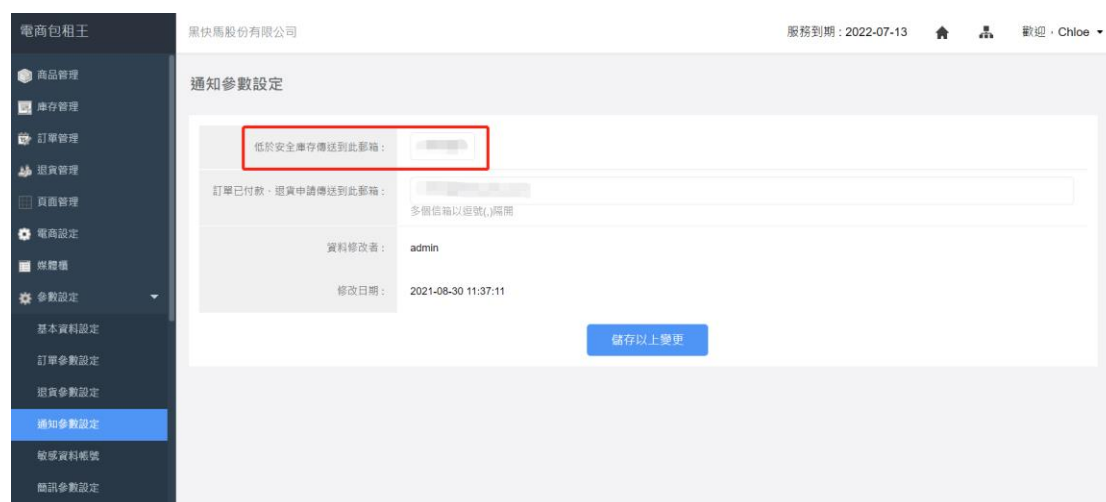 電商包租王
黑快馬股份有限公司
服務到期 : 2022-07-13
歡迎，Chloe
商品管理
庫存管理
訂單管理
退貨管理
頁面管理
電商設定
媒體櫃
參數設定
基本資料設定
訂單參數設定
退貨參數設定
通知參數設定
敏感資料帳號
簡訊參數設定
通知參數設定
低於安全庫存傳送到此郵箱 :
訂單已付款、退貨申請傳送到此郵箱 :
多個信箱以逗號(,)隔開
資料修改者 :
admin
修改日期 :
2021-08-30 11:37:11
儲存以上變更